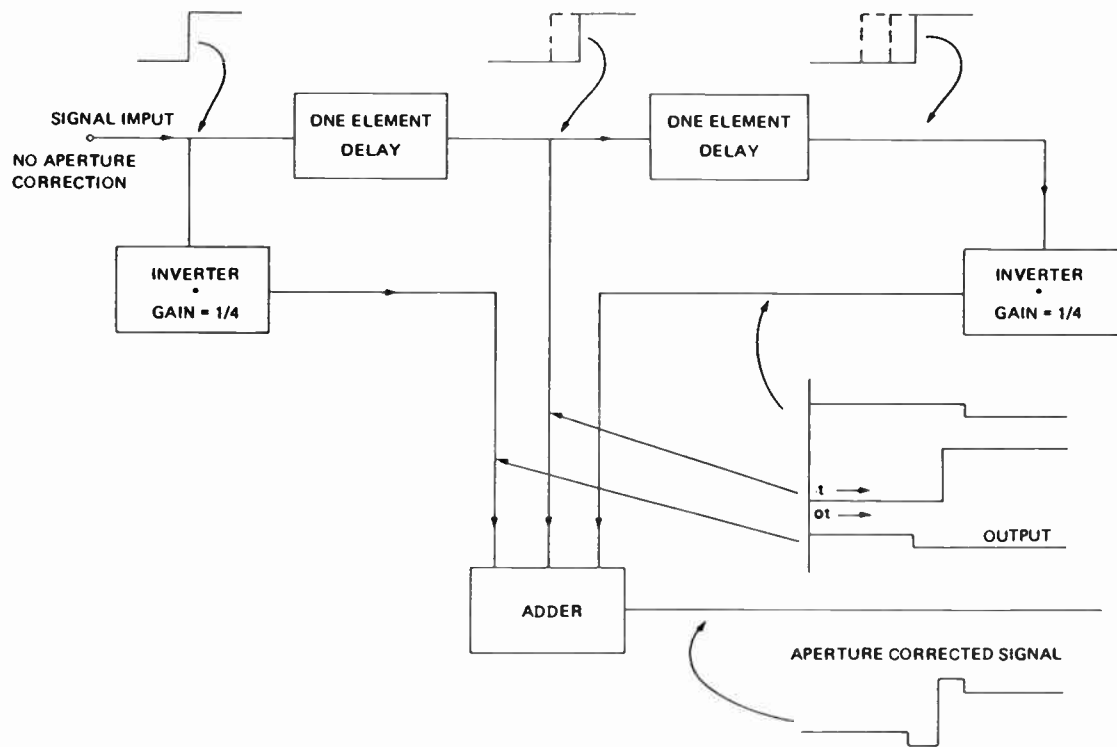 SIGNAL IMPUT
NO APERTURE
CORRECTION
ONE ELEMENT
DELAY
ONE ELEMENT
DELAY
INVERTER
•
GAIN = 1/4
INVERTER
•
GAIN = 1/4
t
ot
OUTPUT
ADDER
APERTURE CORRECTED SIGNAL